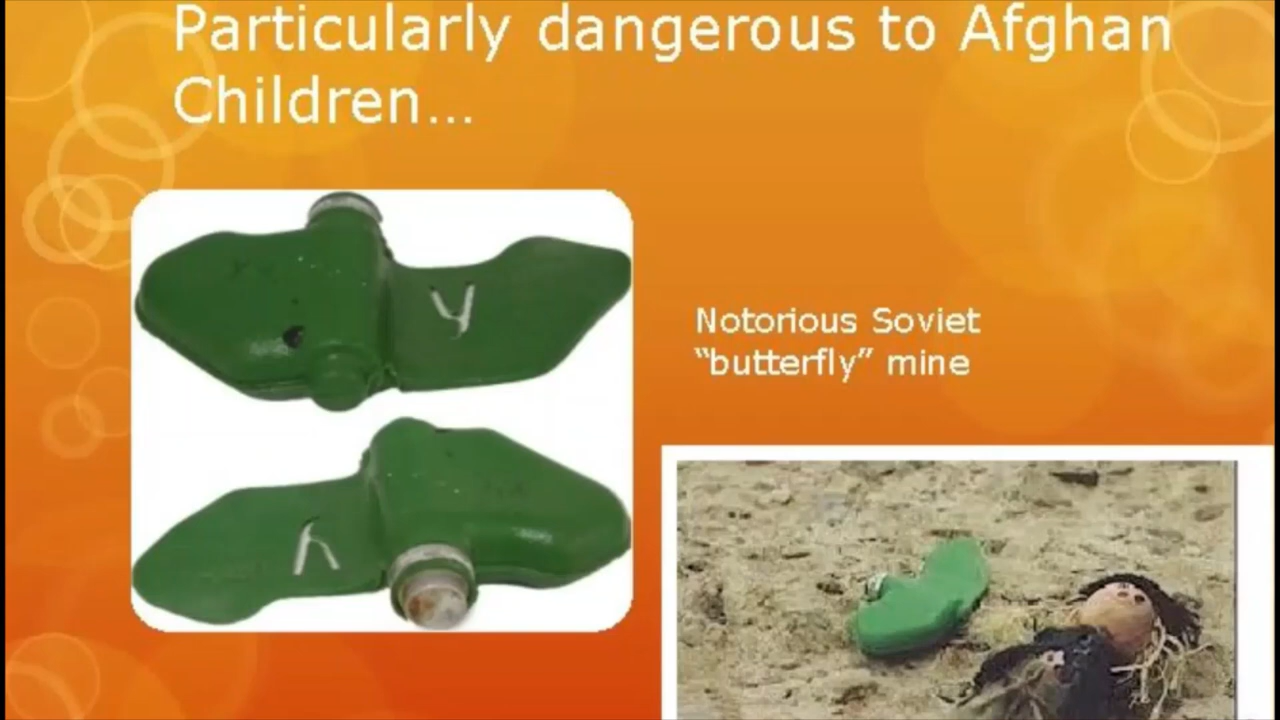 Particularly dangerous to Afghan
Children...
У
Notorious Soviet
“butterfly” mine
У